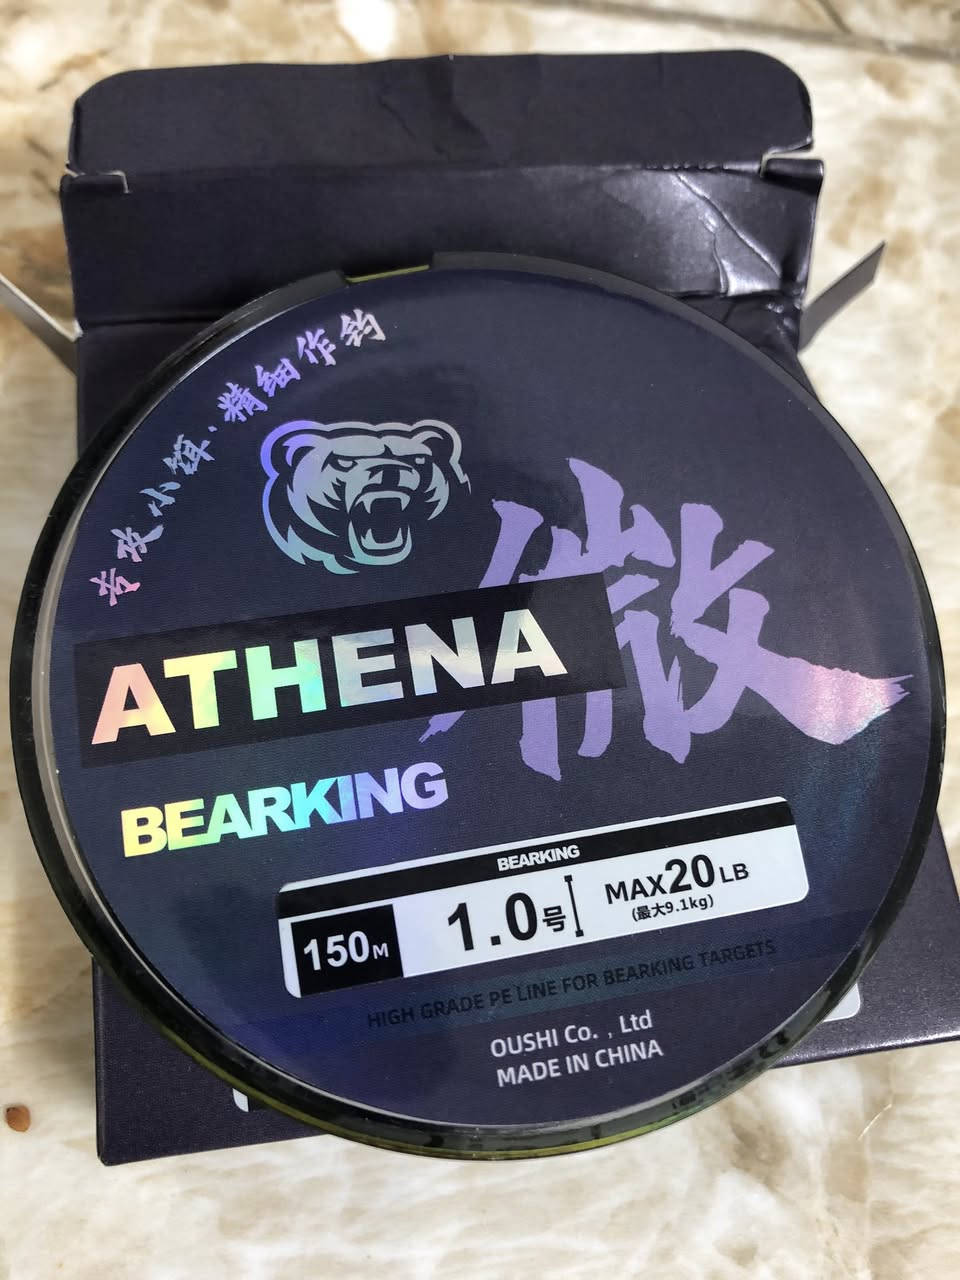 专攻小饵·精细作钓
微
ATHENA
BEARKING
BEARKING
150M
1.0号
MAX20LB
(最大9.1kg)
HIGH GRADE PE LINE FOR BEARKING TARGETS
OUSHI Co. , Ltd
MADE IN CHINA